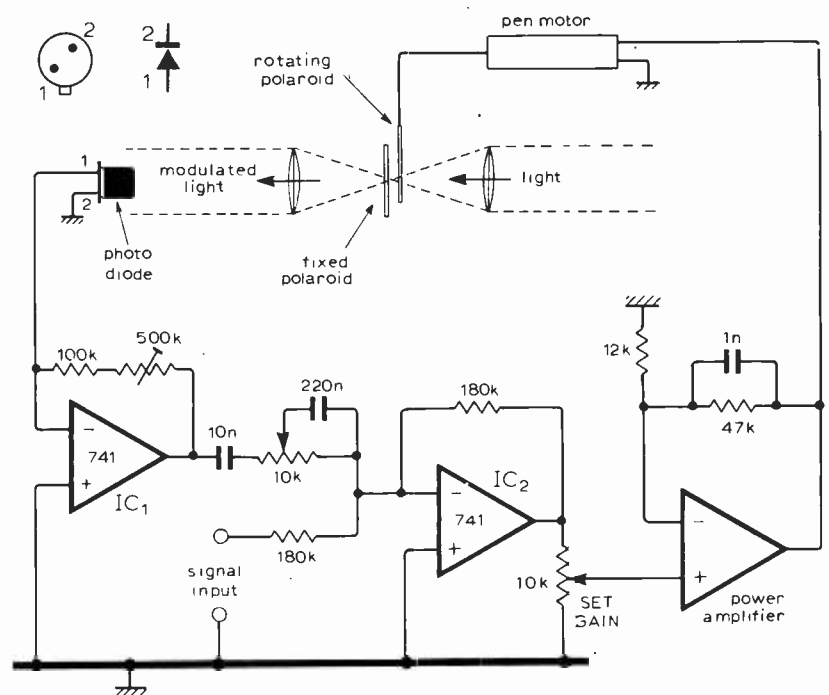 pen motor
2
1
2
1
rotating
polaroid
1
2
modulated
light
light
photo
diode
fixed
polaroid
100k
500k
12k
1n
47k
10n
220n
10k
180k
741
IC1
741
IC2
180k
signal
input
10k
SET
GAIN
power
amplifier